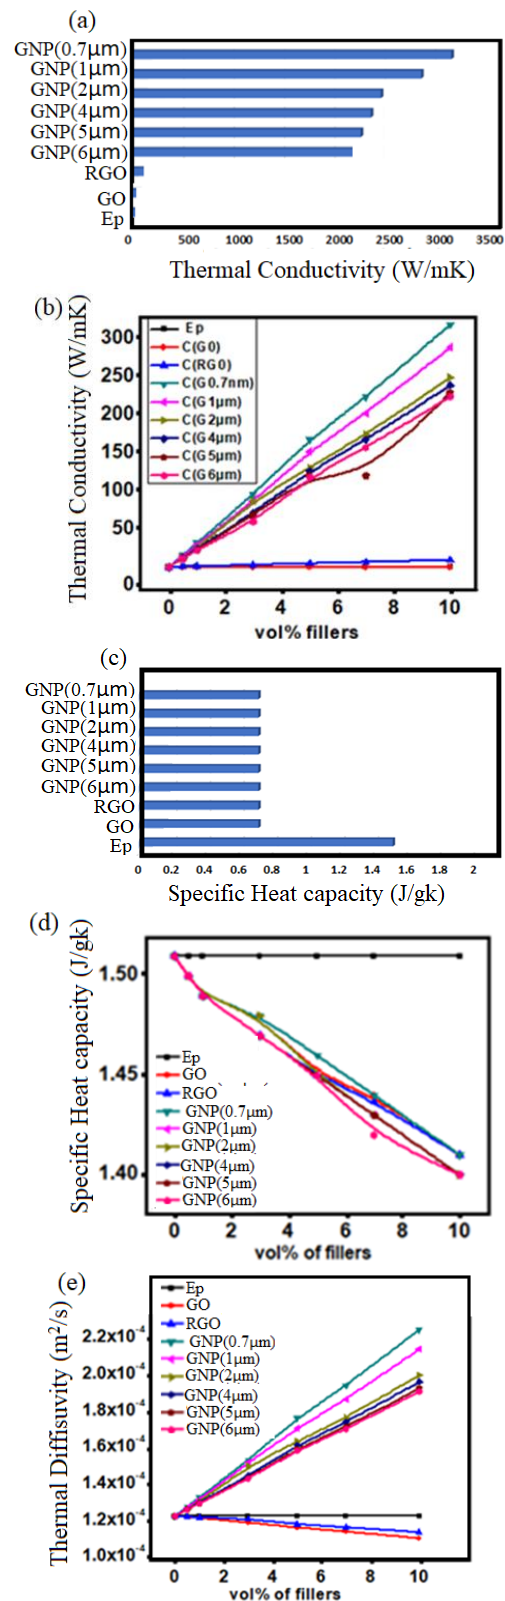 (a)
GNP(0.7μm)
GNP(1μm)
GNP(2μm)
GNP(4μm)
GNP(5μm)
GNP(6μm)
RGO
GO
Ep
0 500 1000 1500 2000 2500 3000 3500
Thermal Conductivity (W/mK)
(b)
Thermal Conductivity (W/mK)
300
250
200
150
100
50
0
Ep
C(G0)
C(RG0)
C(G0.7nm)
C(G1μm)
C(G2μm)
C(G4μm)
C(G5μm)
C(G6μm)
0 2 4 6 8 10
vol% fillers
(c)
GNP(0.7μm)
GNP(1μm)
GNP(2μm)
GNP(4μm)
GNP(5μm)
GNP(6μm)
RGO
GO
Ep
0 0.2 0.4 0.6 0.8 1 1.2 1.4 1.6 1.8 2
Specific Heat capacity (J/gk)
(d)
Specific Heat capacity (J/gk)
1.50
1.45
1.40
Ep
GO
RGO
GNP(0.7μm)
GNP(1μm)
GNP(2μm)
GNP(4μm)
GNP(5μm)
GNP(6μm)
0 2 4 6 8 10
vol% of fillers
(e)
Thermal Diffisuvity (m²/s)
2.2x10⁻⁴
2.0x10⁻⁴
1.8x10⁻⁴
1.6x10⁻⁴
1.4x10⁻⁴
1.2x10⁻⁴
1.0x10⁻⁴
Ep
GO
RGO
GNP(0.7μm)
GNP(1μm)
GNP(2μm)
GNP(4μm)
GNP(5μm)
GNP(6μm)
0 2 4 6 8 10
vol% of fillers